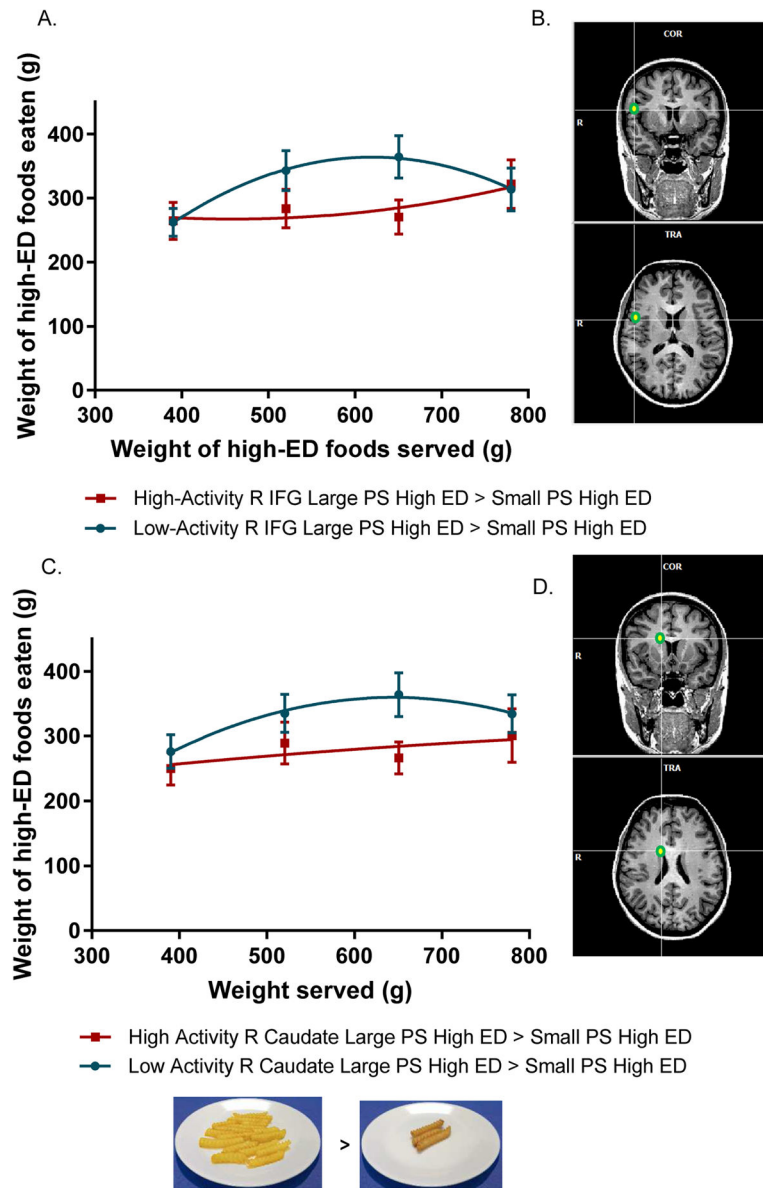 A.
B.
Weight of high-ED foods eaten (g)
400
300
200
100
0
300 400 500 600 700 800
Weight of high-ED foods served (g)
COR
R
TRA
R
High-Activity R IFG Large PS High ED > Small PS High ED
Low-Activity R IFG Large PS High ED > Small PS High ED
C.
D.
Weight of high-ED foods eaten (g)
400
300
200
100
0
300 400 500 600 700 800
Weight served (g)
COR
R
TRA
R
High Activity R Caudate Large PS High ED > Small PS High ED
Low Activity R Caudate Large PS High ED > Small PS High ED
>